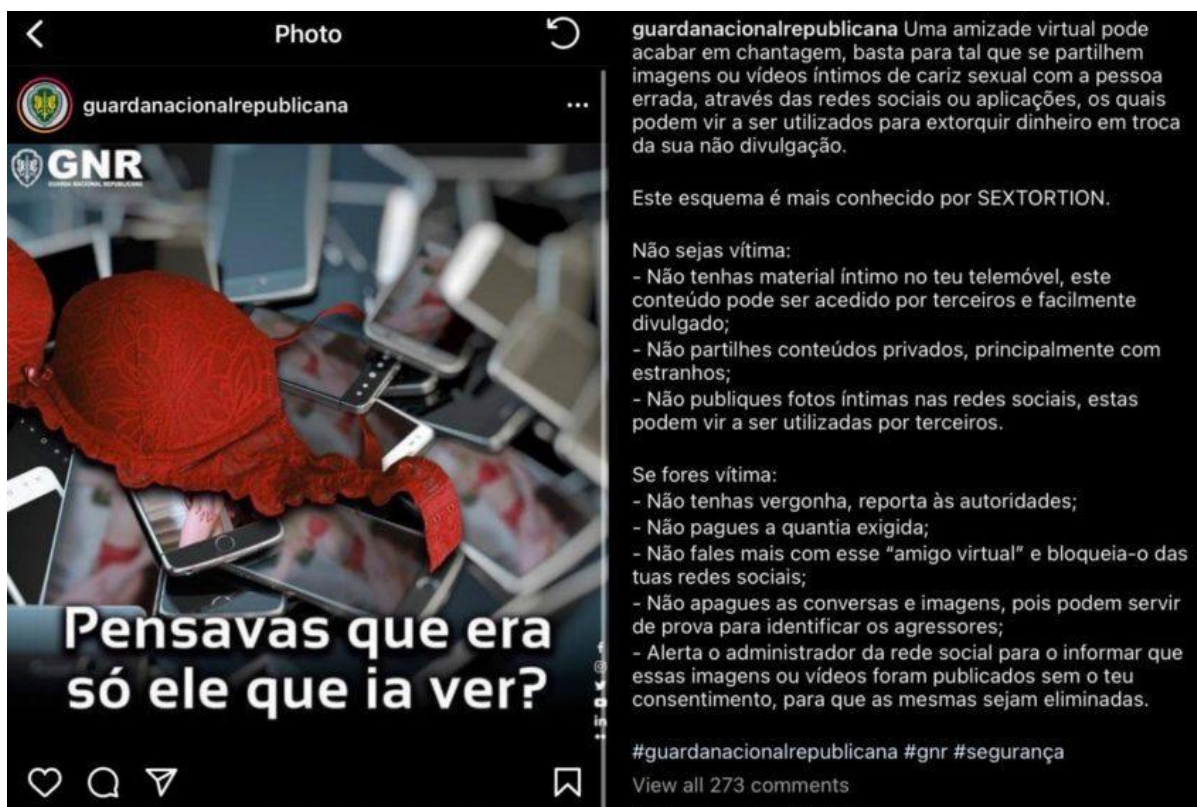 Photo
guardanacionalrepublicana
GNR
GUARDA NACIONAL REPUBLICANA
Pensavas que era
só ele que ia ver?
guardanacionalrepublicana Uma amizade virtual pode
acabar em chantagem, basta para tal que se partilhem
imagens ou vídeos íntimos de cariz sexual com a pessoa
errada, através das redes sociais ou aplicações, os quais
podem vir a ser utilizados para extorquir dinheiro em troca
da sua não divulgação.
Este esquema é mais conhecido por SEXTORTION.
Não sejas vítima:
- Não tenhas material íntimo no teu telemóvel, este
conteúdo pode ser acedido por terceiros e facilmente
divulgado;
- Não partilhes conteúdos privados, principalmente com
estranhos;
- Não publiques fotos íntimas nas redes sociais, estas
podem vir a ser utilizadas por terceiros.
Se fores vítima:
- Não tenhas vergonha, reporta às autoridades;
- Não pagues a quantia exigida;
- Não fales mais com esse “amigo virtual” e bloqueia-o das
tuas redes sociais;
- Não apagues as conversas e imagens, pois podem servir
de prova para identificar os agressores;
- Alerta o administrador da rede social para o informar que
essas imagens ou vídeos foram publicados sem o teu
consentimento, para que as mesmas sejam eliminadas.
#guardanacionalrepublicana #gnr #segurança
View all 273 comments